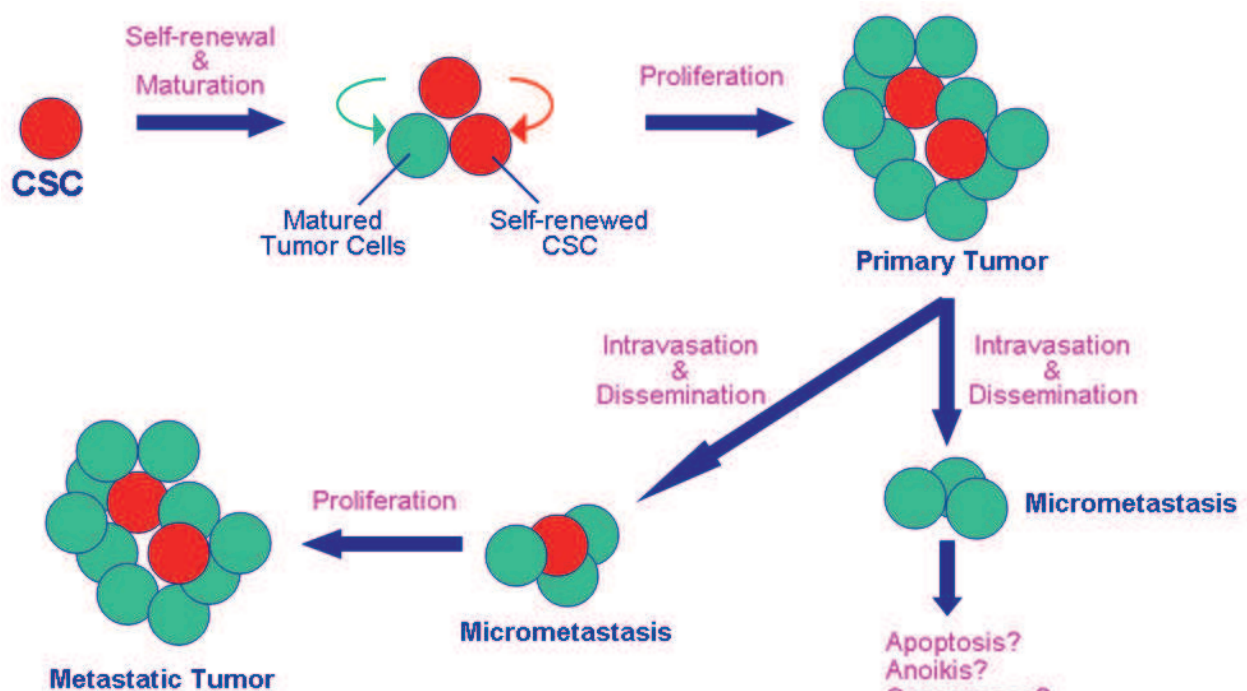 Self-renewal
&
Maturation
CSC
Matured
Tumor Cells
Self-renewed
CSC
Proliferation
Primary Tumor
Intravasation
&
Dissemination
Intravasation
&
Dissemination
Micrometastasis
Proliferation
Micrometastasis
Metastatic Tumor
Apoptosis?
Anoikis?